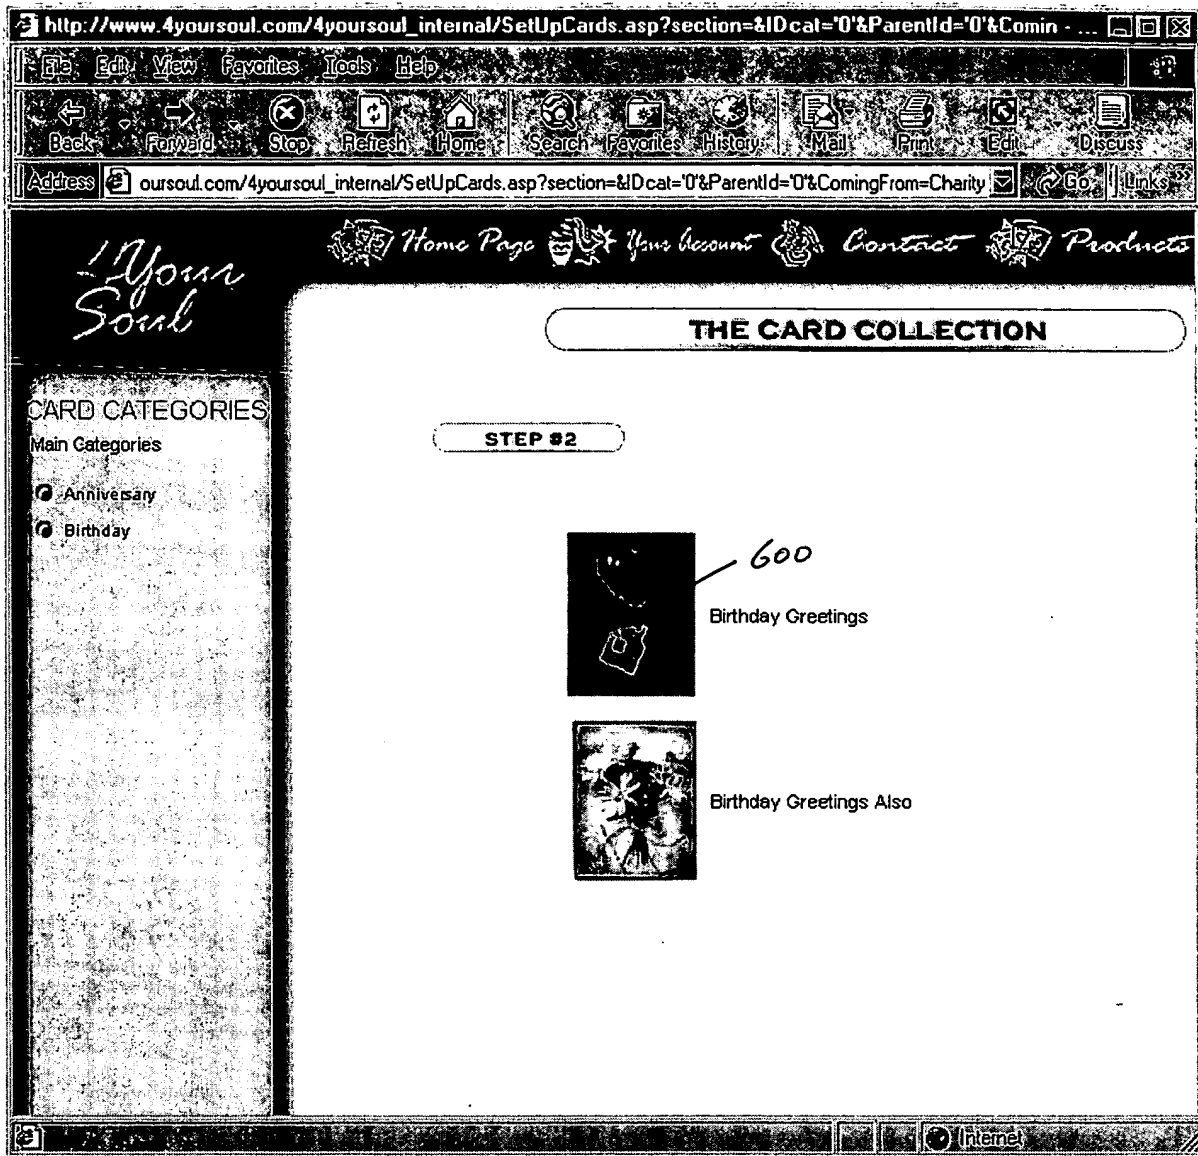 http://www.4yoursoul.com/4yoursoul_internal/SetUpCards.asp?section=&IDcat='0'&ParentId='0'&Comin - ...
File Edit View Favorites Tools Help
Back Forward Stop Refresh Home Search Favorites History Mail Print Edit Discuss
Address oursoul.com/4yoursoul_internal/SetUpCards.asp?section=&IDcat='0'&ParentId='0'&ComingFrom=Charity Go Links »
Home Page Your Account Contact Products
4 Your
Soul
THE CARD COLLECTION
CARD CATEGORIES
STEP #2
Main Categories
Anniversary
Birthday
600
Birthday Greetings
Birthday Greetings Also
Internet